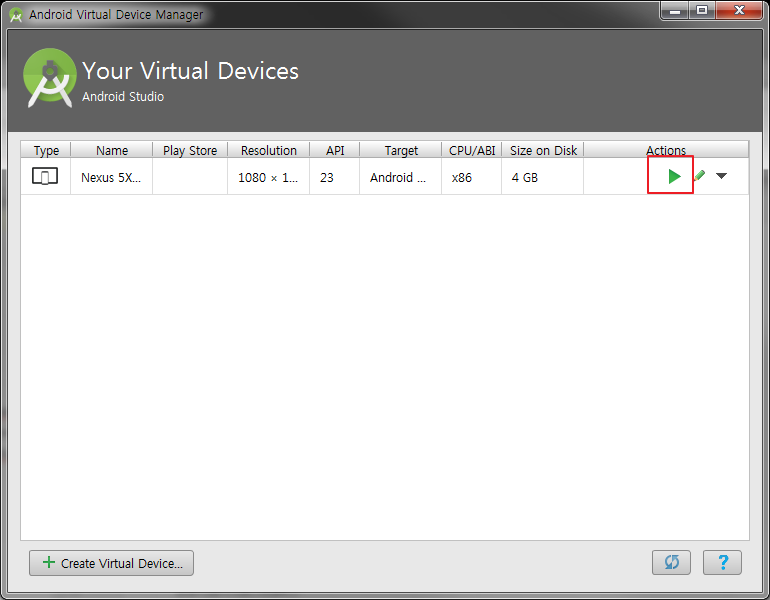 Android Virtual Device Manager
Your Virtual Devices
Android Studio
Type Name Play Store Resolution API Target CPU/ABI Size on Disk Actions
Nexus 5X... 1080 × 1... 23 Android ... x86 4 GB
+ Create Virtual Device...
?